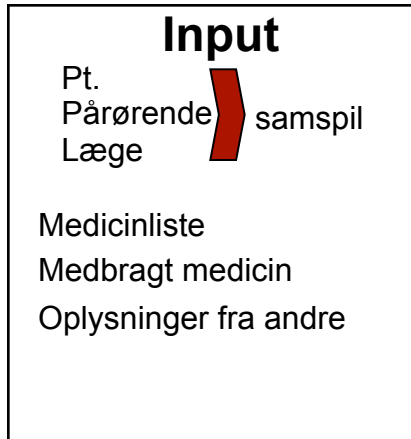 Input
Pt.
Pårørende
samspil
Læge
Medicinliste
Medbragt medicin
Oplysninger fra andre